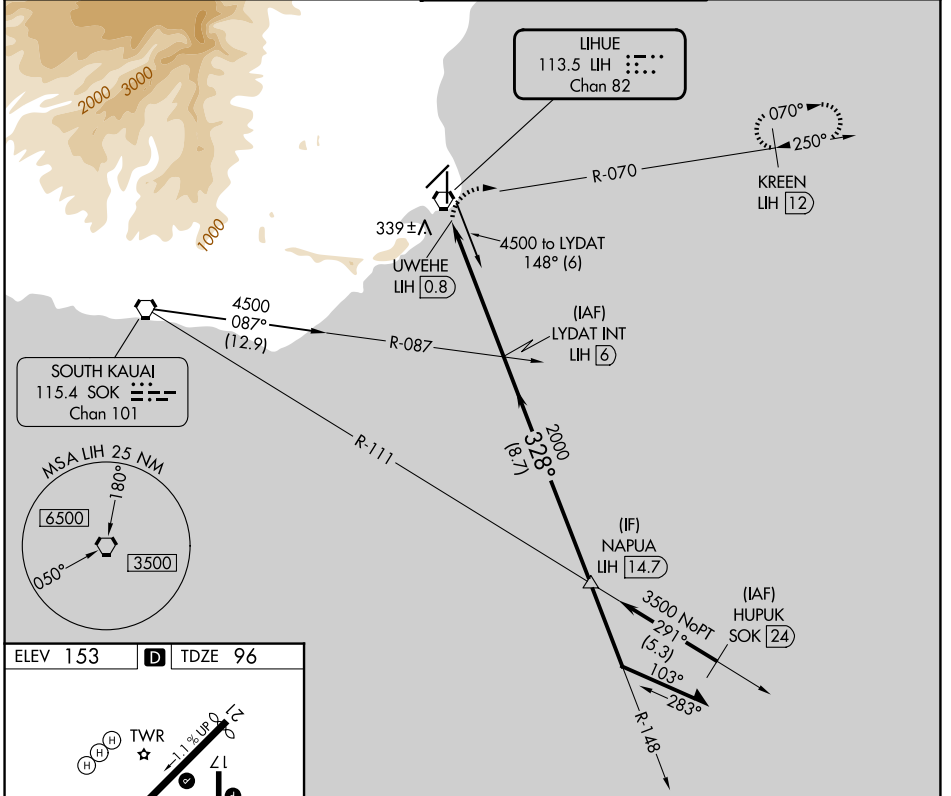 2000
3000
1000
LIHUE
113.5 LIH
Chan 82
070°
250°
R-070
KREEN
LIH 12
339 ±
4500 to LYDAT
148° (6)
UWEHE
LIH 0.8
4500
087°
(12.9)
R-087
(IAF)
LYDAT INT
LIH 6
SOUTH KAUAI
115.4 SOK
Chan 101
R-111
2000
328°
(8.7)
MSA LIH 25 NM
180°
6500
3500
050°
(IF)
NAPUA
LIH 14.7
(IAF)
HUPUK
SOK 24
3500 NoPT
291°
(5.3)
103°
283°
R-148
ELEV 153
D
TDZE 96
H H H
TWR
1.1% UP
21
17
P